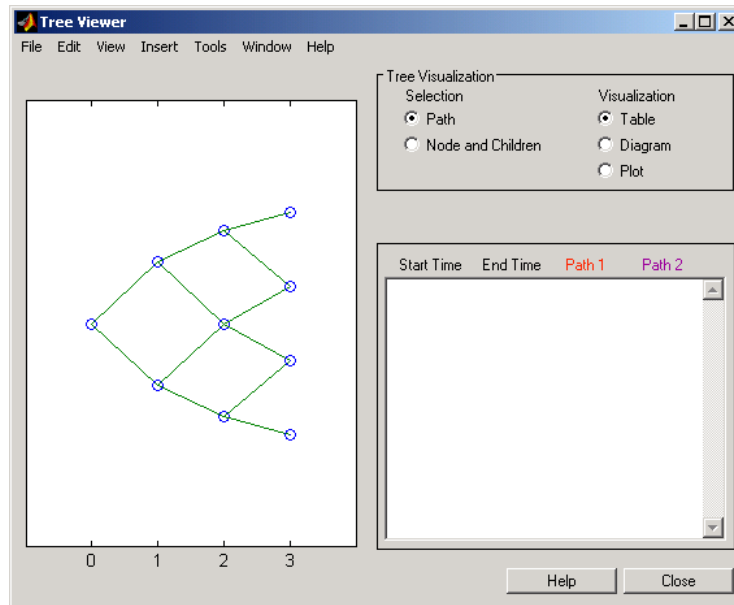 Tree Viewer
File Edit View Insert Tools Window Help
Tree Visualization
Selection Visualization
Path Table
Node and Children Diagram
Plot
Start Time End Time Path 1 Path 2
0 1 2 3
Help Close